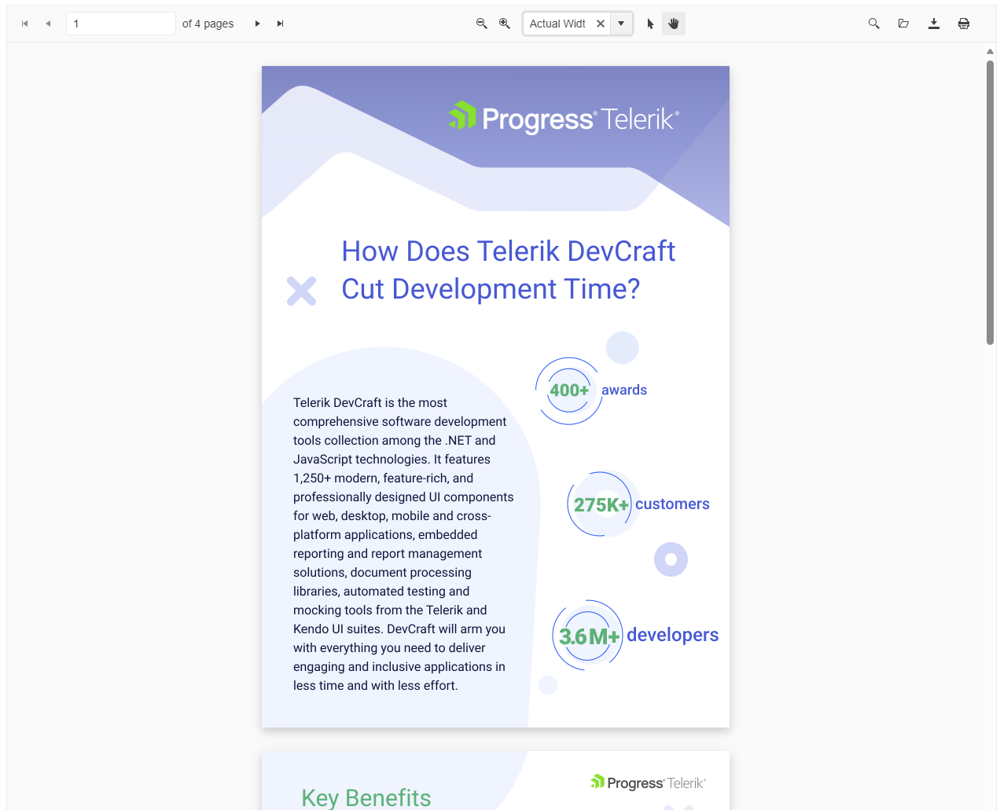 1 of 4 pages Actual Widt
Progress® Telerik®
How Does Telerik DevCraft
Cut Development Time?
400+ awards
Telerik DevCraft is the most
comprehensive software development
tools collection among the .NET and
JavaScript technologies. It features
1,250+ modern, feature-rich, and
professionally designed UI components
for web, desktop, mobile and cross-
platform applications, embedded
reporting and report management
solutions, document processing
libraries, automated testing and
mocking tools from the Telerik and
Kendo UI suites. DevCraft will arm you
with everything you need to deliver
engaging and inclusive applications in
less time and with less effort.
275K+ customers
3.6M+ developers
Progress® Telerik®
Key Benefits